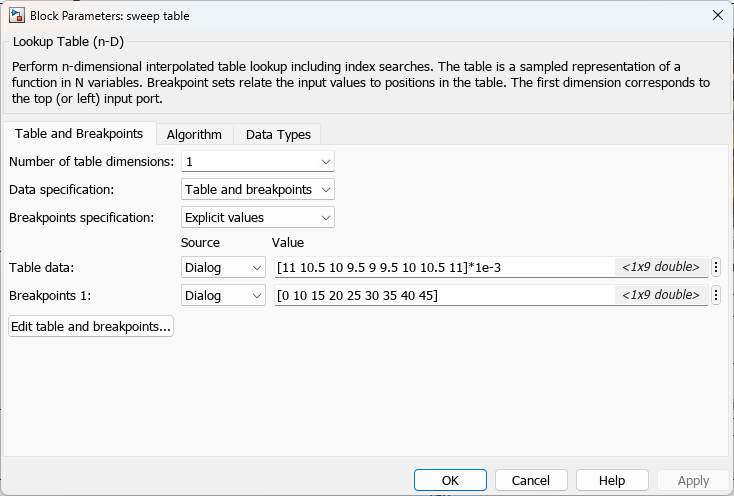 Block Parameters: sweep table
Lookup Table (n-D)
Perform n-dimensional interpolated table lookup including index searches. The table is a sampled representation of a
function in N variables. Breakpoint sets relate the input values to positions in the table. The first dimension corresponds to
the top (or left) input port.
Table and Breakpoints Algorithm Data Types
Number of table dimensions: 1
Data specification: Table and breakpoints
Breakpoints specification: Explicit values
Source Value
Table data: Dialog [11 10.5 10 9.5 9 9.5 10 10.5 11]*1e-3 <1x9 double>
Breakpoints 1: Dialog [0 10 15 20 25 30 35 40 45] <1x9 double>
Edit table and breakpoints...
OK Cancel Help Apply